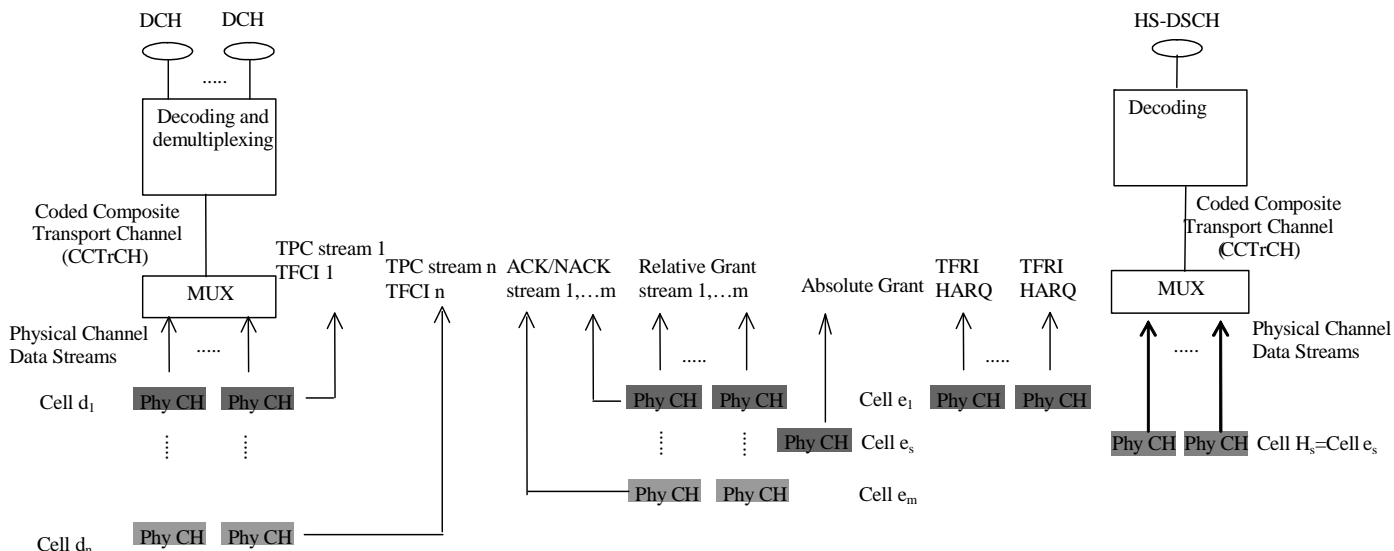 DCH
DCH
HS-DSCH
.....
Decoding and
demultiplexing
Decoding
Coded Composite
Transport Channel
(CCTrCH)
Coded Composite
Transport Channel
(CCTrCH)
TPC stream 1
TFCI 1
TPC stream n
TFCI n
ACK/NACK
stream 1,…m
Relative Grant
stream 1,…m
Absolute Grant
TFRI
HARQ
TFRI
HARQ
MUX
MUX
Physical Channel
Data Streams
.....
.....
.....
.....
Physical Channel
Data Streams
Cell d1
Phy CH
Phy CH
Phy CH
Phy CH
Cell e1
Phy CH
Phy CH
Phy CH
Cell es
Phy CH
Phy CH
Cell Hs=Cell es
Phy CH
Phy CH
Cell em
Phy CH
Phy CH
Cell dn